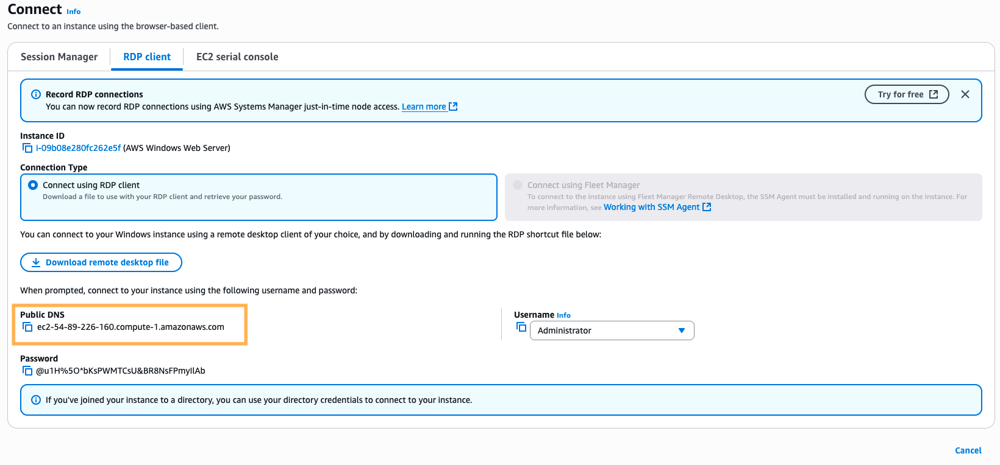 Connect Info
Connect to an instance using the browser-based client.
Session Manager
RDP client
EC2 serial console
Record RDP connections
You can now record RDP connections using AWS Systems Manager just-in-time node access. Learn more
Try for free
Instance ID
i-09b08e280fc262e5f (AWS Windows Web Server)
Connection Type
Connect using RDP client
Download a file to use with your RDP client and retrieve your password.
Connect using Fleet Manager
To connect to the instance using Fleet Manager Remote Desktop, the SSM Agent must be installed and running on the instance. For
more information, see Working with SSM Agent
You can connect to your Windows instance using a remote desktop client of your choice, and by downloading and running the RDP shortcut file below:
Download remote desktop file
When prompted, connect to your instance using the following username and password:
Public DNS
ec2-54-89-226-160.compute-1.amazonaws.com
Username Info
Administrator
Password
@u1H%5O*bKsPWMTCsU&BR8NsFPmyIlAb
If you've joined your instance to a directory, you can use your directory credentials to connect to your instance.
Cancel